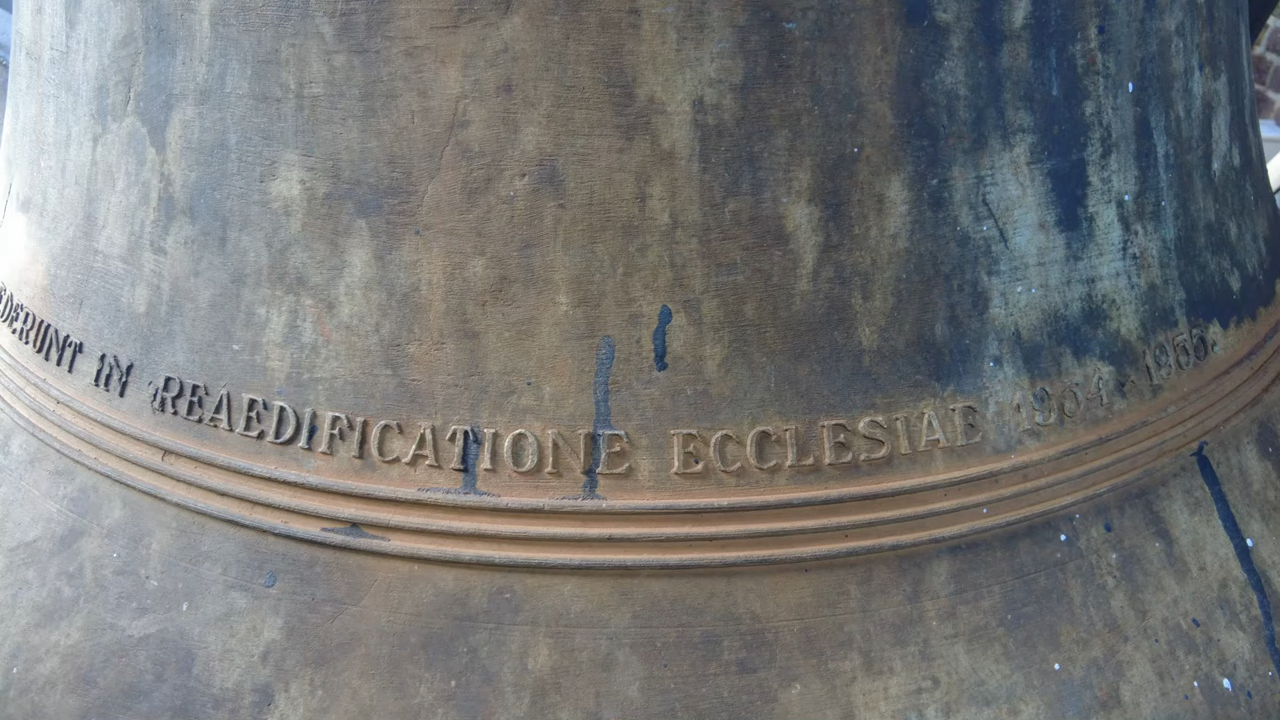 DERUNT IN REAEDIFICATIONE ECCLESIAE 1954 - 1955.